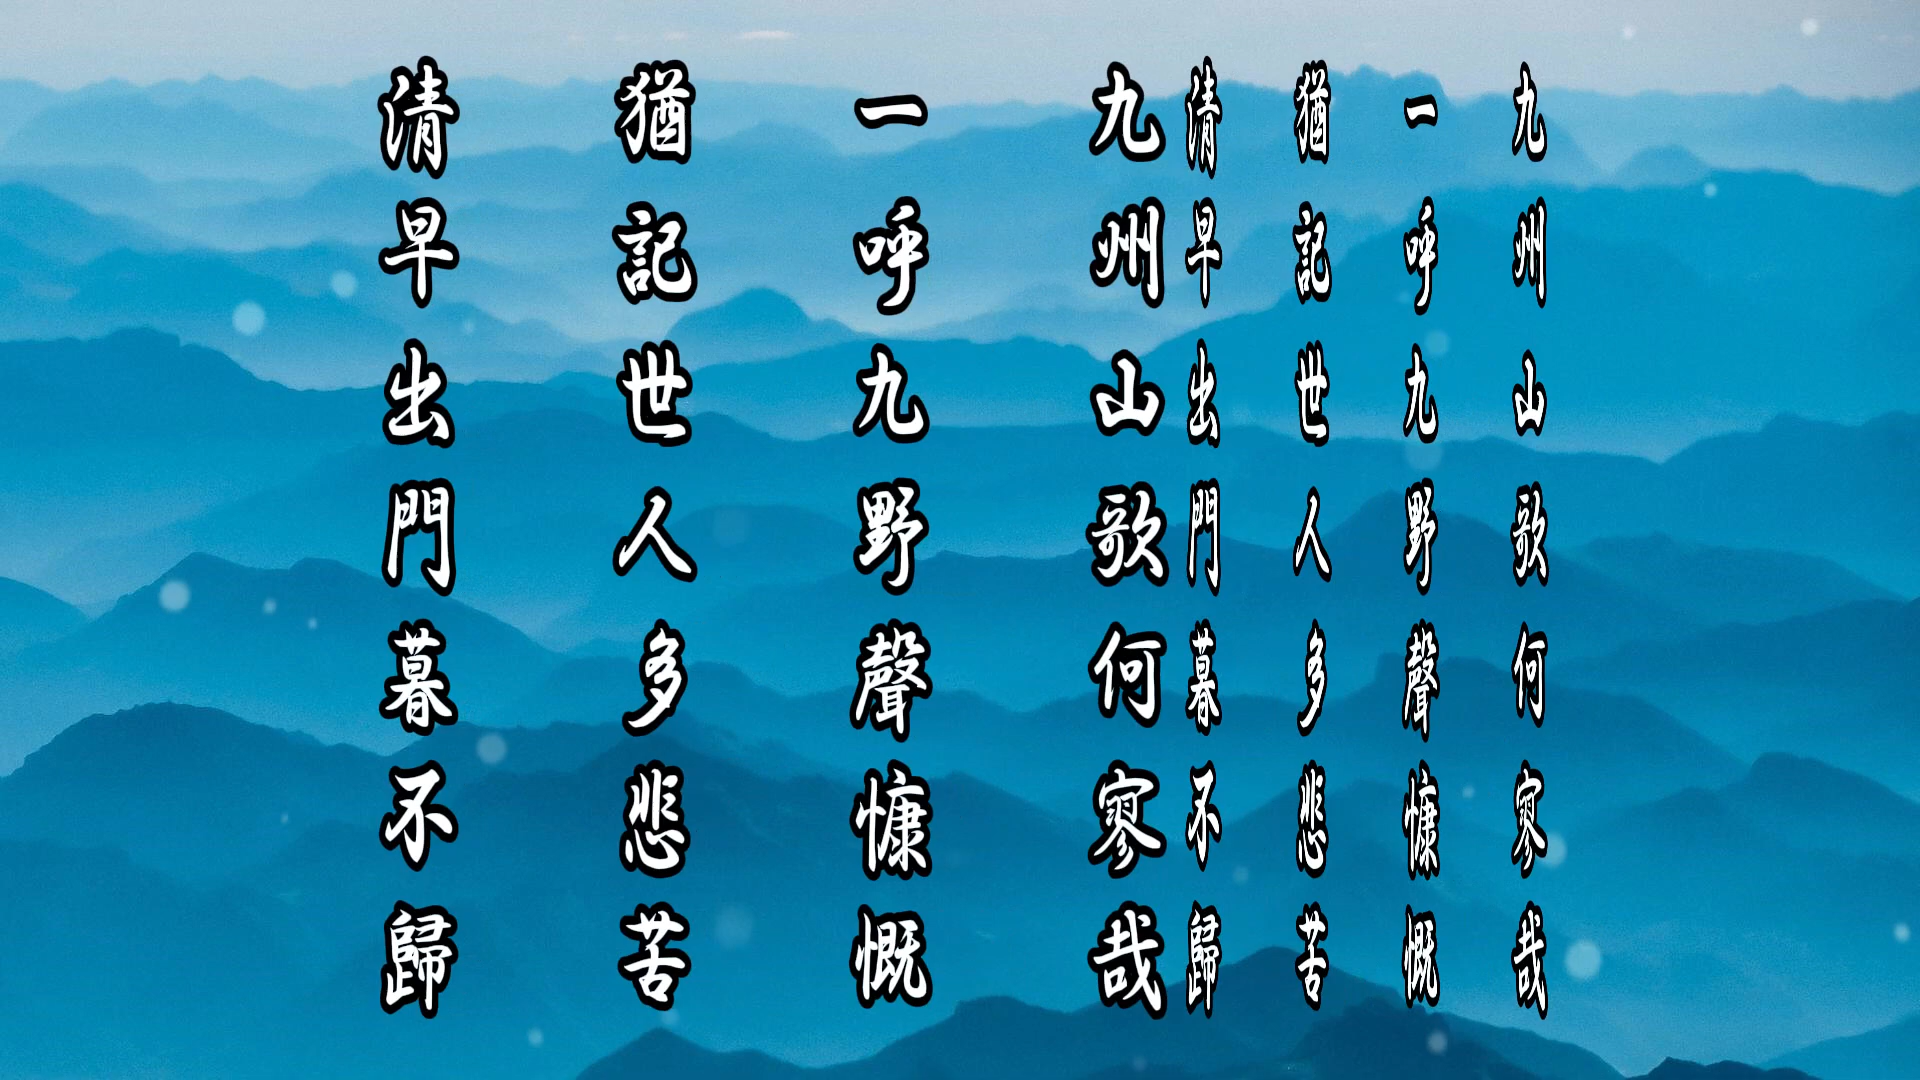 九州山歌何寥哉
一呼九野聲慷慨
猶記世人多悲苦
清早出門暮不歸
九州山歌何寥哉
一呼九野聲慷慨
猶記世人多悲苦
清早出門暮不歸